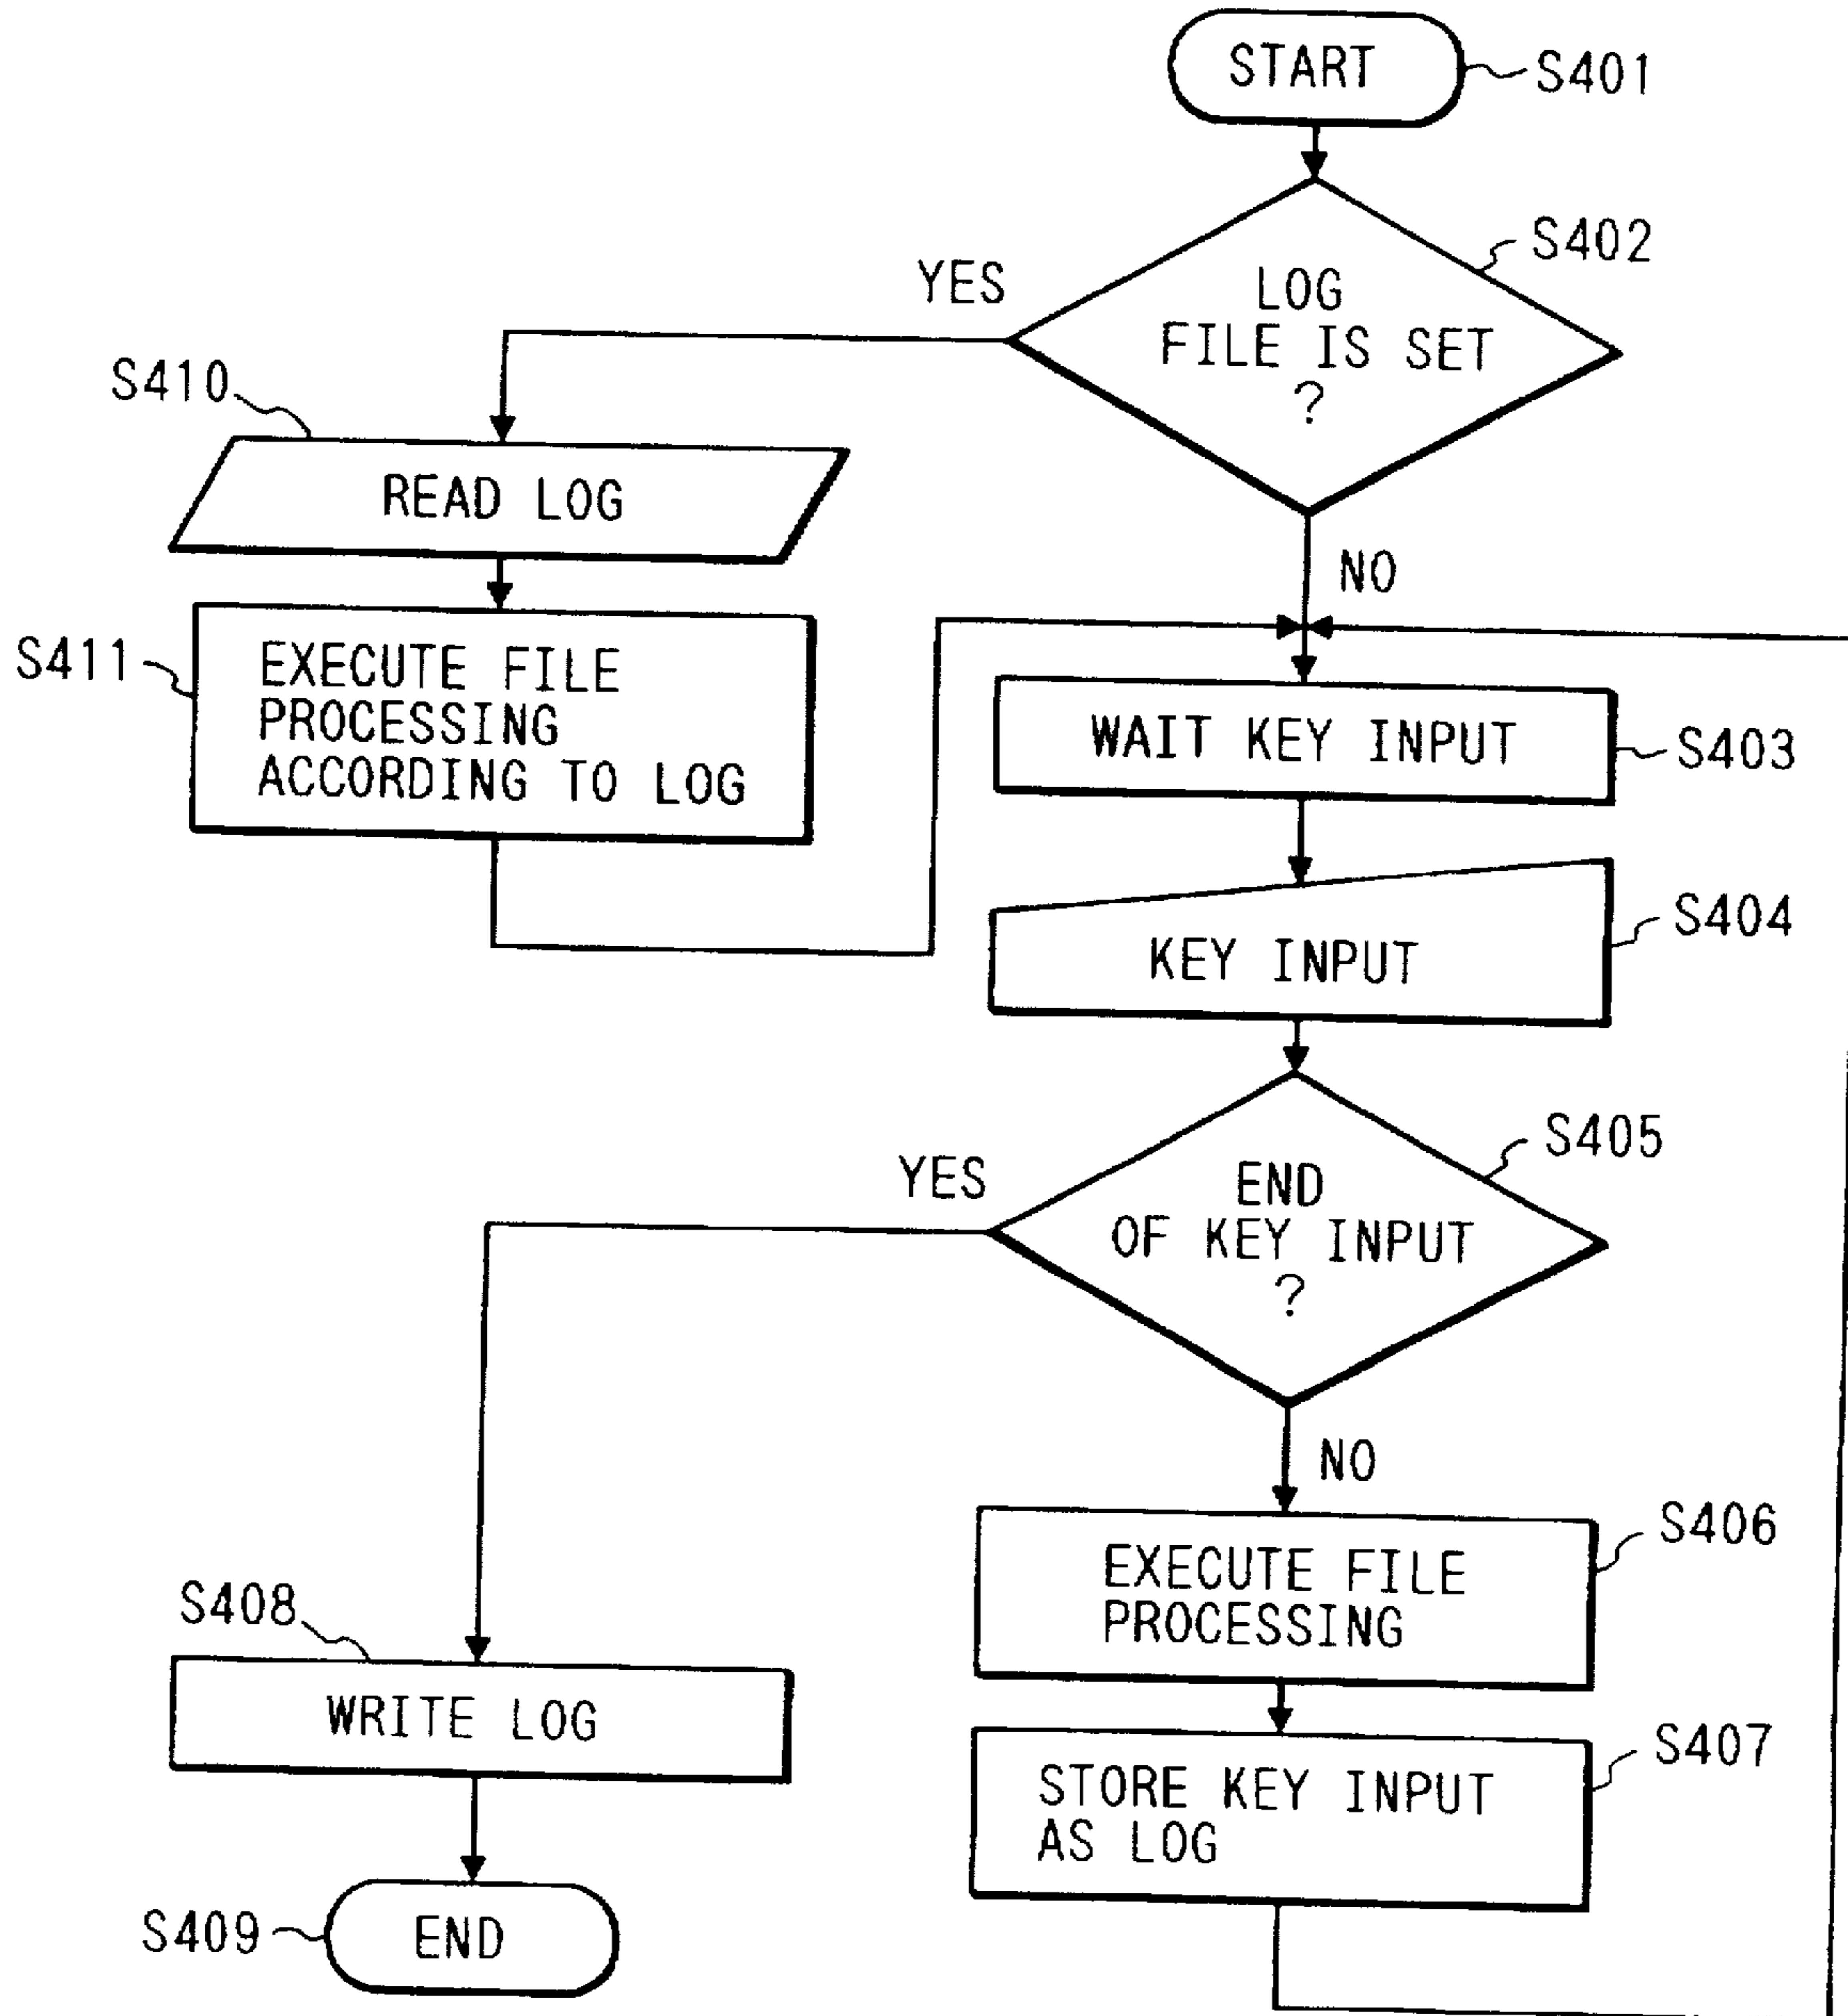 START
S401
S402
YES
LOG
FILE IS SET
?
S410
READ LOG
NO
S411
EXECUTE FILE
PROCESSING
ACCORDING TO LOG
WAIT KEY INPUT
S403
S404
KEY INPUT
S405
YES
END
OF KEY INPUT
?
NO
S406
EXECUTE FILE
PROCESSING
S408
WRITE LOG
S407
STORE KEY INPUT
AS LOG
S409
END